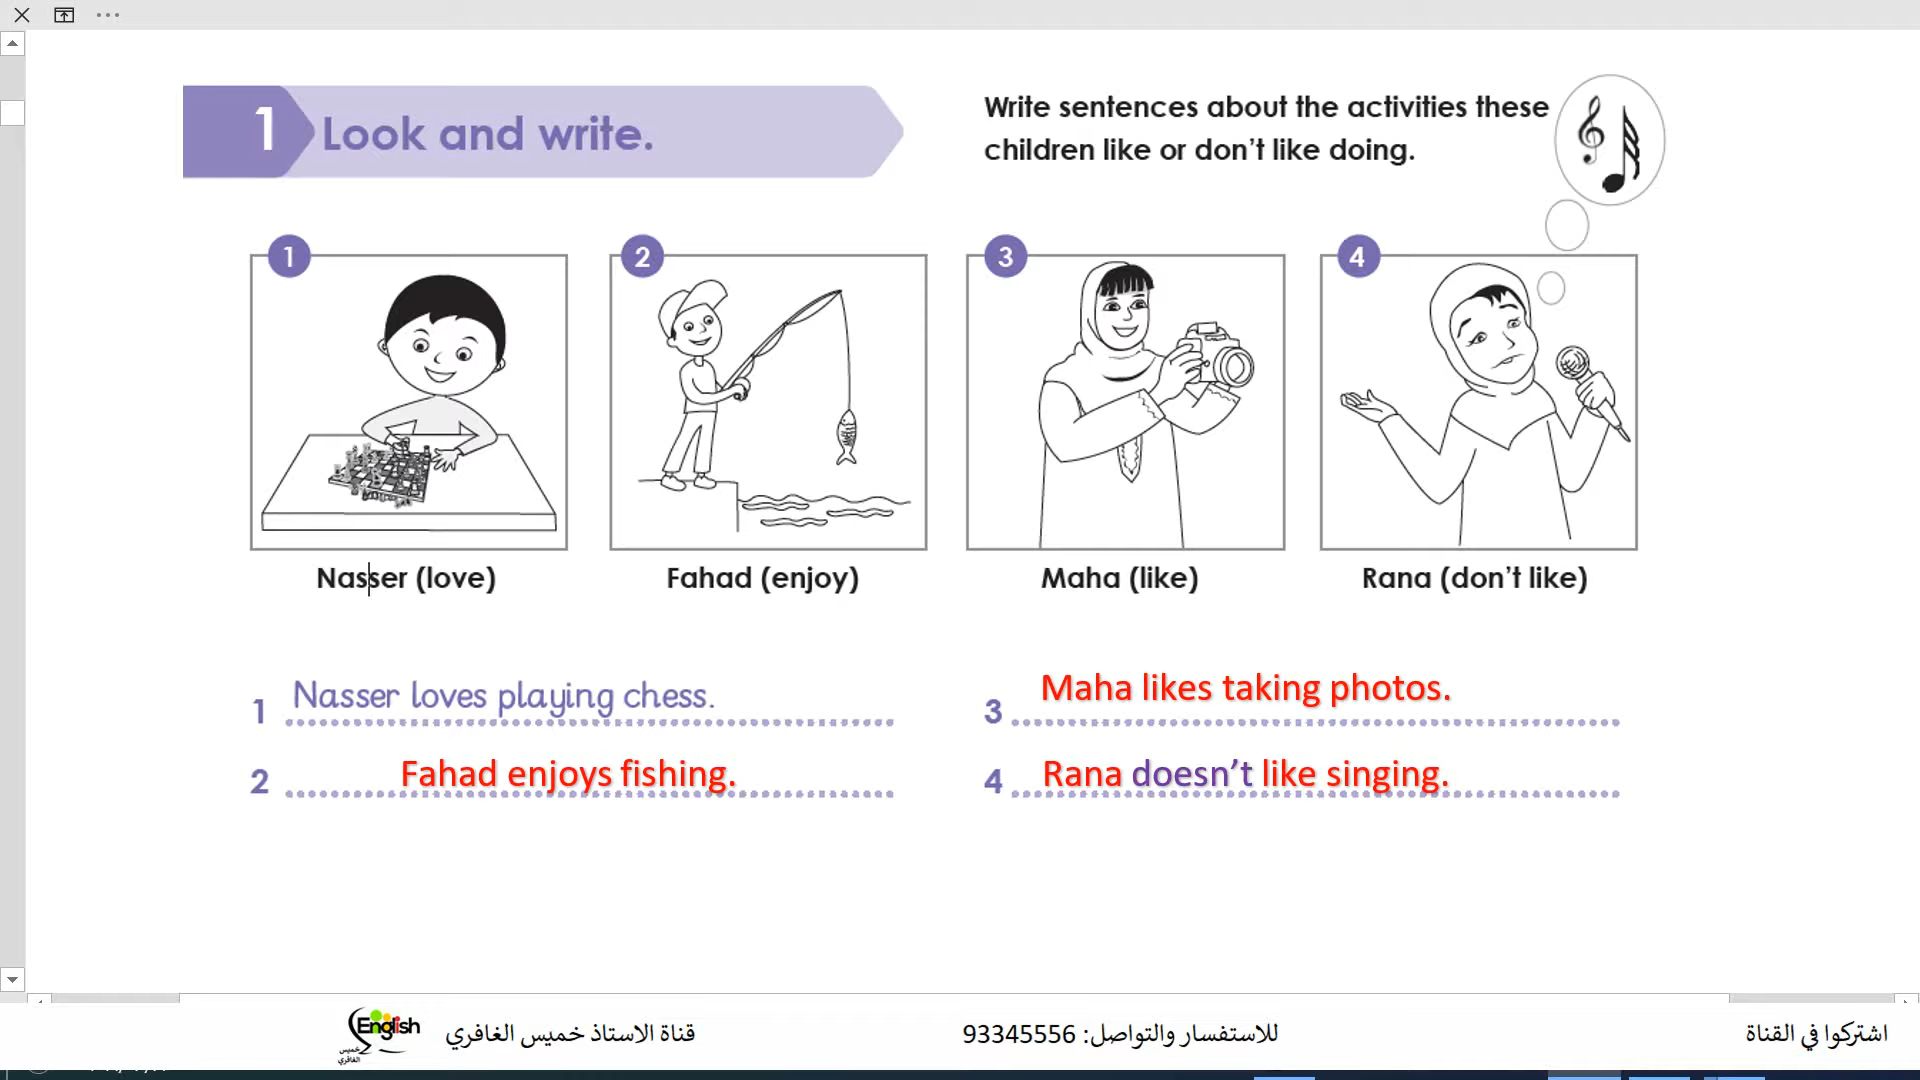 1 Look and write.
Write sentences about the activities these
children like or don't like doing.
1
2
3
4
Nasser (love)
Fahad (enjoy)
Maha (like)
Rana (don't like)
1 Nasser loves playing chess.
2 Fahad enjoys fishing.
3 Maha likes taking photos.
4 Rana doesn't like singing.
English
خميس
الغافري
قناة الاستاذ خميس الغافري
للاستفسار والتواصل: 93345556
اشتركوا في القناة